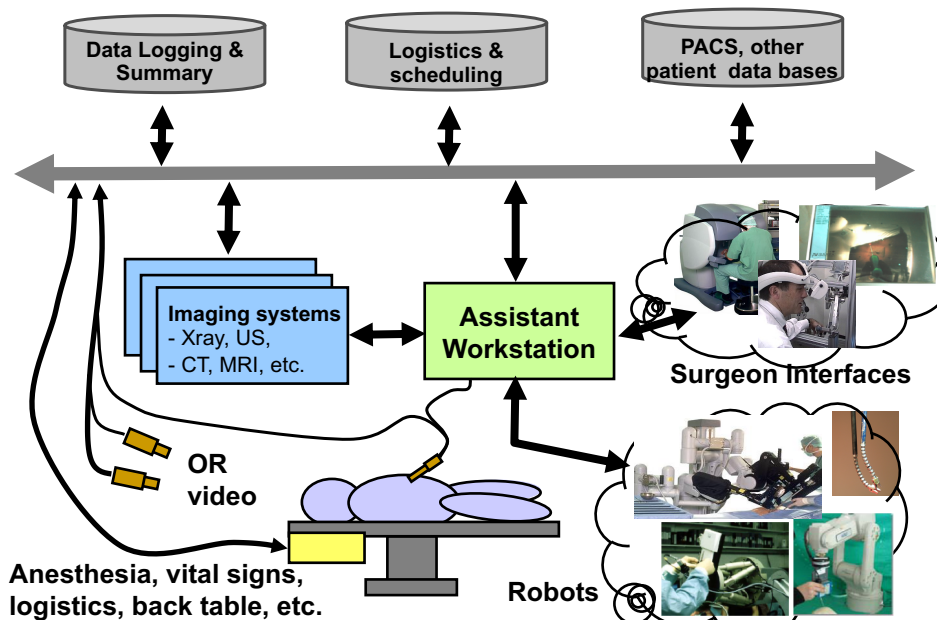 Data Logging &
Summary
Logistics &
scheduling
PACS, other
patient data bases
Imaging systems
- Xray, US,
- CT, MRI, etc.
Assistant
Workstation
Surgeon interfaces
OR
video
Anesthesia, vital signs,
logistics, back table, etc.
Robots